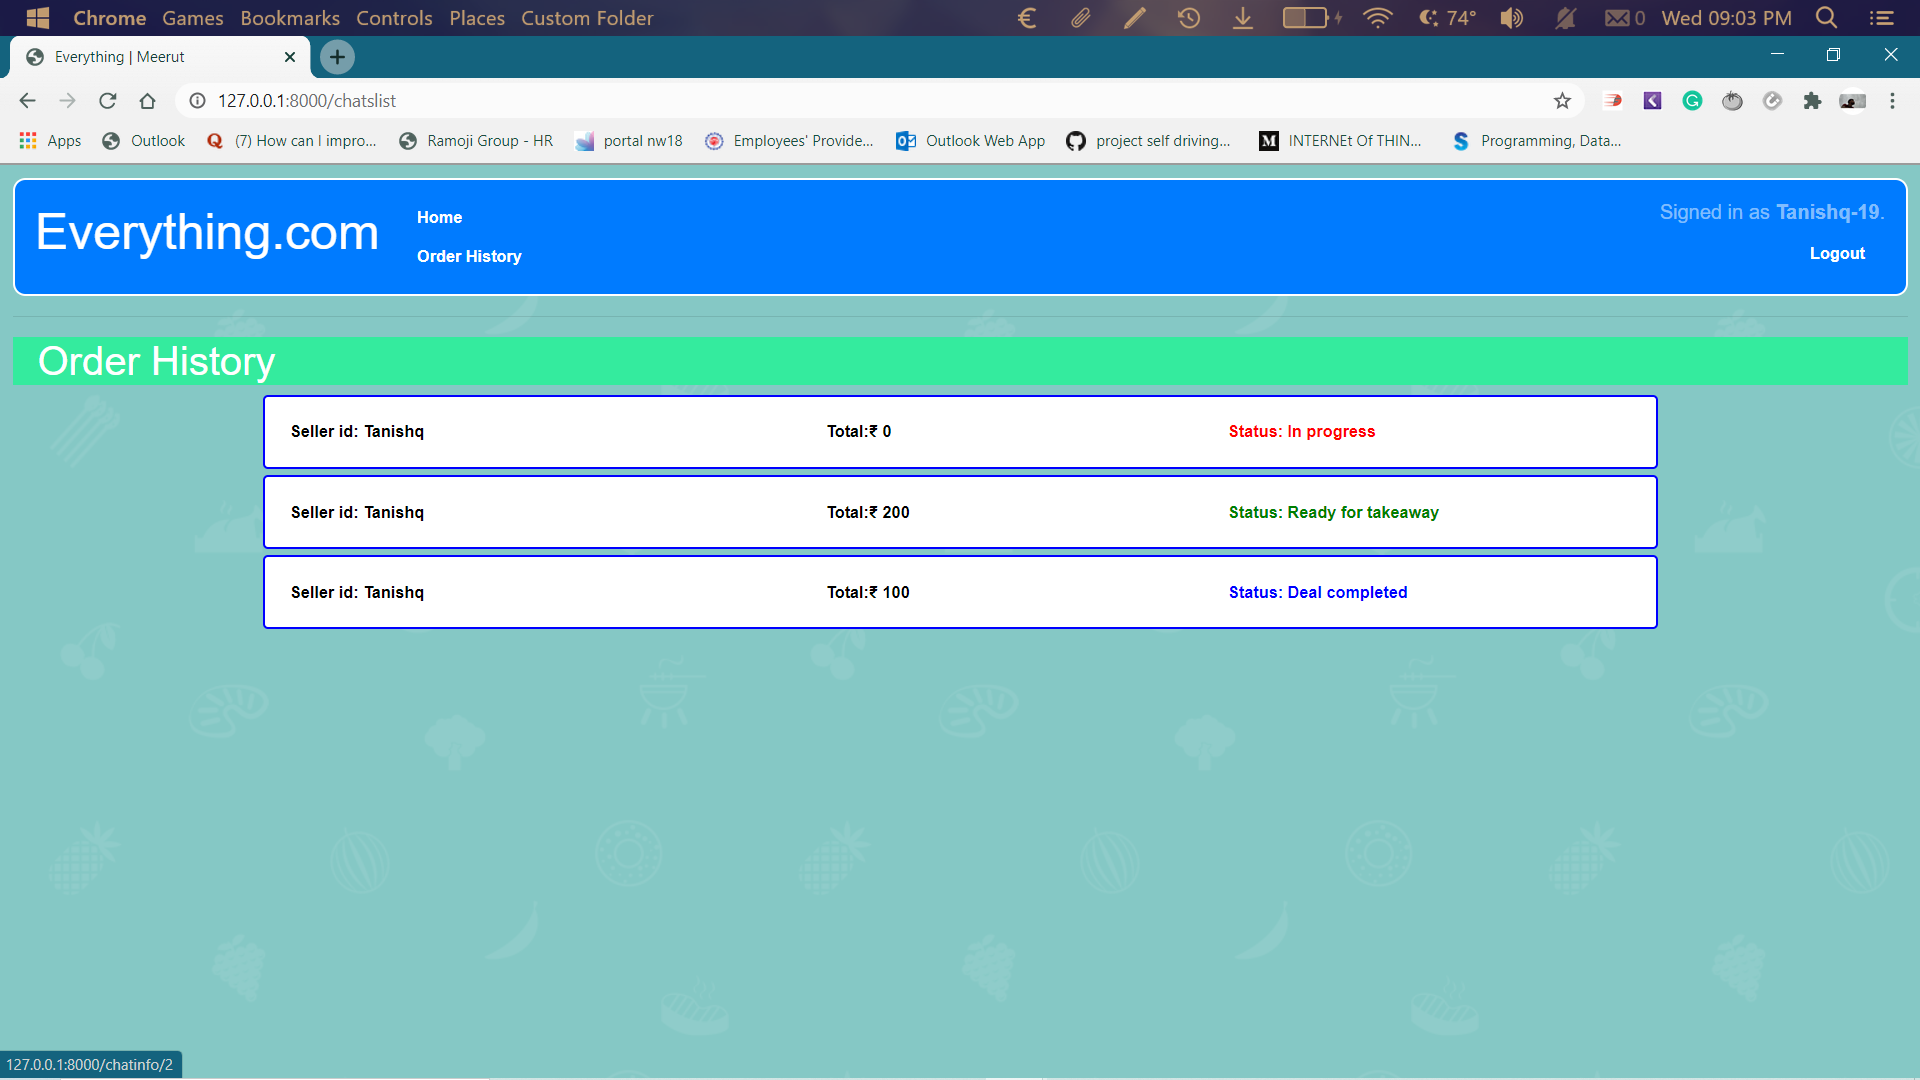 Chrome Games Bookmarks Controls Places Custom Folder
74° 0 Wed 09:03 PM
Everything | Meerut
127.0.0.1:8000/chatslist
Apps Outlook (7) How can I impro... Ramoji Group - HR portal nw18 Employees' Provide... Outlook Web App project self driving... INTERNEt Of THIN... Programming, Data...
Everything.com
Home
Order History
Signed in as Tanishq-19.
Logout
Order History
Seller id: Tanishq Total:₹ 0 Status: In progress
Seller id: Tanishq Total:₹ 200 Status: Ready for takeaway
Seller id: Tanishq Total:₹ 100 Status: Deal completed
127.0.0.1:8000/chatinfo/2